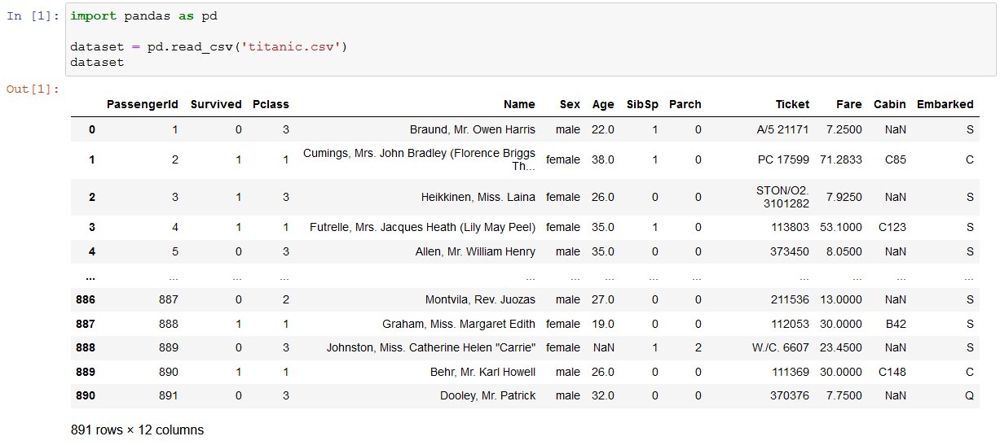 In [1]: import pandas as pd
dataset = pd.read_csv('titanic.csv')
dataset
Out[1]:
PassengerId Survived Pclass Name Sex Age SibSp Parch Ticket Fare Cabin Embarked
0 1 0 3 Braund, Mr. Owen Harris male 22.0 1 0 A/5 21171 7.2500 NaN S
1 2 1 1 Cumings, Mrs. John Bradley (Florence Briggs Th... female 38.0 1 0 PC 17599 71.2833 C85 C
2 3 1 3 Heikkinen, Miss. Laina female 26.0 0 0 STON/O2. 3101282 7.9250 NaN S
3 4 1 1 Futrelle, Mrs. Jacques Heath (Lily May Peel) female 35.0 1 0 113803 53.1000 C123 S
4 5 0 3 Allen, Mr. William Henry male 35.0 0 0 373450 8.0500 NaN S
... ... ... ... ... ... ... ... ... ... ... ... ...
886 887 0 2 Montvila, Rev. Juozas male 27.0 0 0 211536 13.0000 NaN S
887 888 1 1 Graham, Miss. Margaret Edith female 19.0 0 0 112053 30.0000 B42 S
888 889 0 3 Johnston, Miss. Catherine Helen "Carrie" female NaN 1 2 W./C. 6607 23.4500 NaN S
889 890 1 1 Behr, Mr. Karl Howell male 26.0 0 0 111369 30.0000 C148 C
890 891 0 3 Dooley, Mr. Patrick male 32.0 0 0 370376 7.7500 NaN Q
891 rows × 12 columns